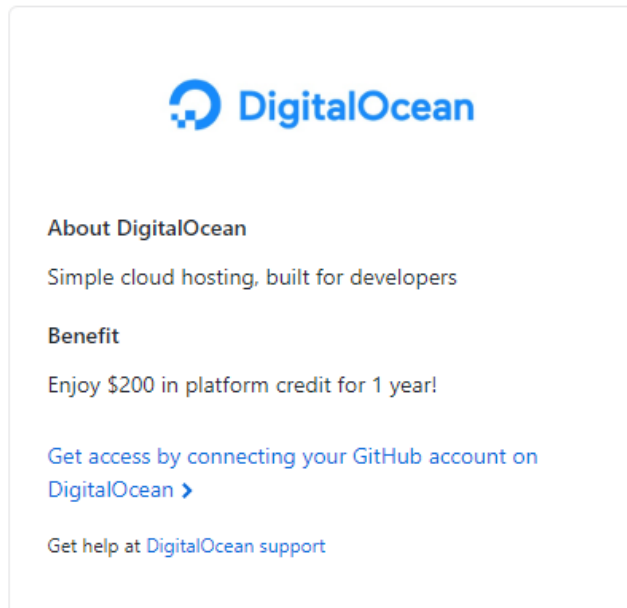 DigitalOcean
About DigitalOcean
Simple cloud hosting, built for developers
Benefit
Enjoy $200 in platform credit for 1 year!
Get access by connecting your GitHub account on
DigitalOcean
Get help at DigitalOcean support